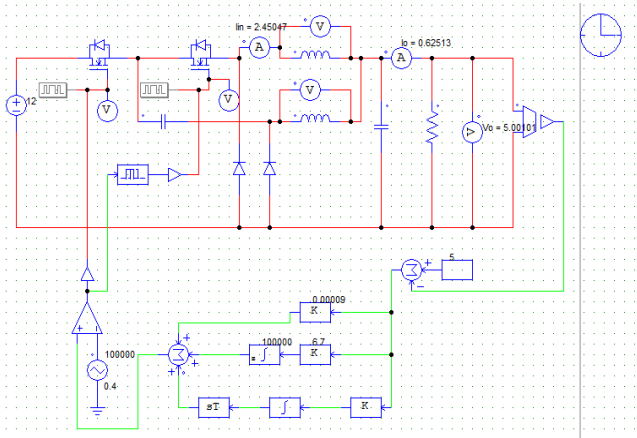 Iin = 2.45047
V
A
Io = 0.62513
A
V
12
V
V
V
Vo = 5.00101
5
Σ
+
−
0.00009
K
100000
6.7
∫
K
Σ
+
+
+
100000
0.4
+
−
sT
∫
K